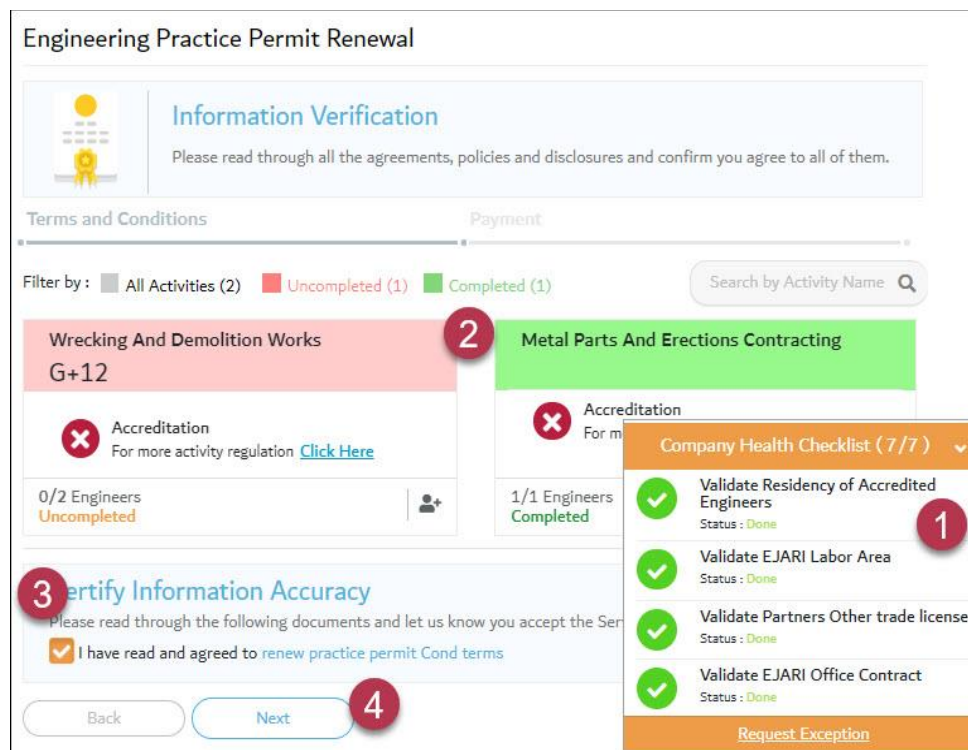 Engineering Practice Permit Renewal
Information Verification
Please read through all the agreements, policies and disclosures and confirm you agree to all of them.
Terms and Conditions
Payment
Filter by : All Activities (2) Uncompleted (1) Completed (1)
Search by Activity Name
Wrecking And Demolition Works
G+12
Accreditation
For more activity regulation Click Here
0/2 Engineers
Uncompleted
2
Metal Parts And Erections Contracting
Accreditation
For m
1/1 Engineers
Completed
Company Health Checklist (7/7)
Validate Residency of Accredited
Engineers
Status : Done
1
Validate EJARI Labor Area
Status : Done
Validate Partners Other trade license
Status : Done
Validate EJARI Office Contract
Status : Done
Request Exception
3
ertify Information Accuracy
Please read through the following documents and let us know you accept the Ser
I have read and agreed to renew practice permit Cond terms
Back
Next
4